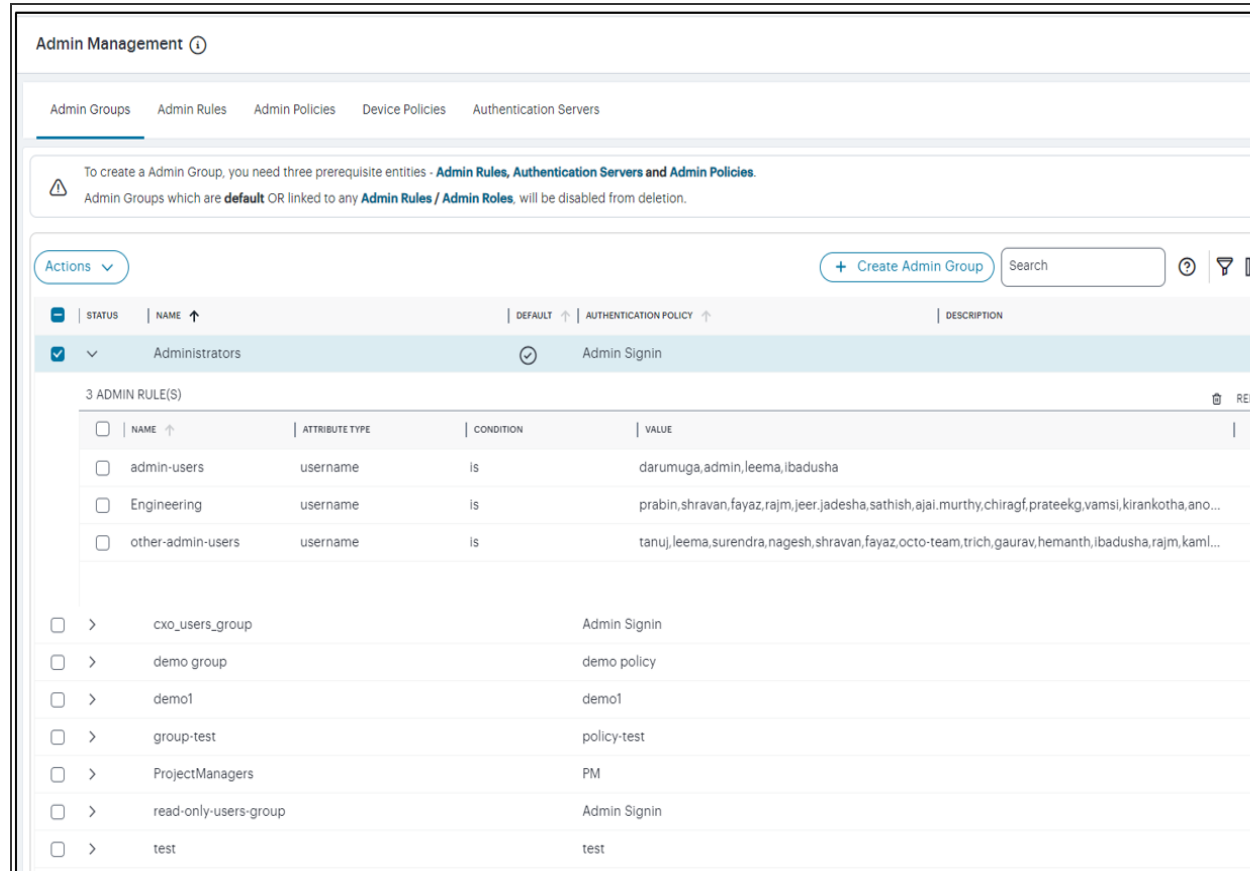 Admin Management
Admin Groups Admin Rules Admin Policies Device Policies Authentication Servers
To create a Admin Group, you need three prerequisite entities - Admin Rules, Authentication Servers and Admin Policies.
Admin Groups which are default OR linked to any Admin Rules / Admin Roles, will be disabled from deletion.
Actions + Create Admin Group Search
STATUS NAME DEFAULT AUTHENTICATION POLICY DESCRIPTION
Administrators Admin Signin
3 ADMIN RULE(S) RE
NAME ATTRIBUTE TYPE CONDITION VALUE
admin-users username is darumuga,admin,leema,ibadusha
Engineering username is prabin,shravan,fayaz,rajm,jeer.jadesha,sathish,ajai.murthy,chiragf,prateekg,vamsi,kirankotha,ano...
other-admin-users username is tanuj,leema,surendra,nagesh,shravan,fayaz,octo-team,trich,gaurav,hemanth,ibadusha,rajm,kaml...
cxo_users_group Admin Signin
demo group demo policy
demo1 demo1
group-test policy-test
ProjectManagers PM
read-only-users-group Admin Signin
test test